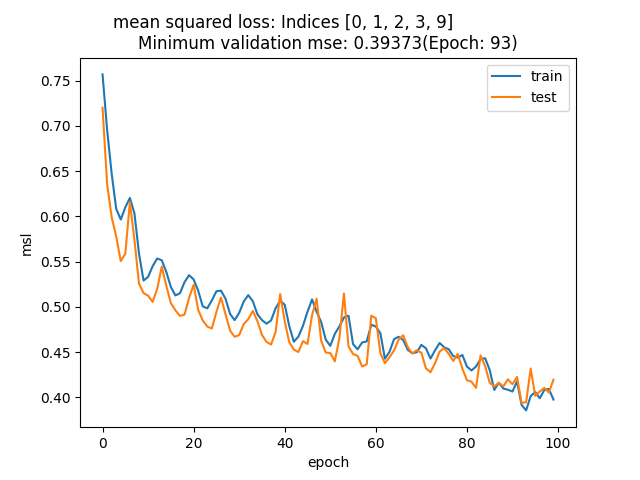 mean squared loss: Indices [0, 1, 2, 3, 9]
Minimum validation mse: 0.39373(Epoch: 93)
train
test
0.75
0.70
0.65
0.60
0.55
0.50
0.45
0.40
msl
0 20 40 60 80 100
epoch